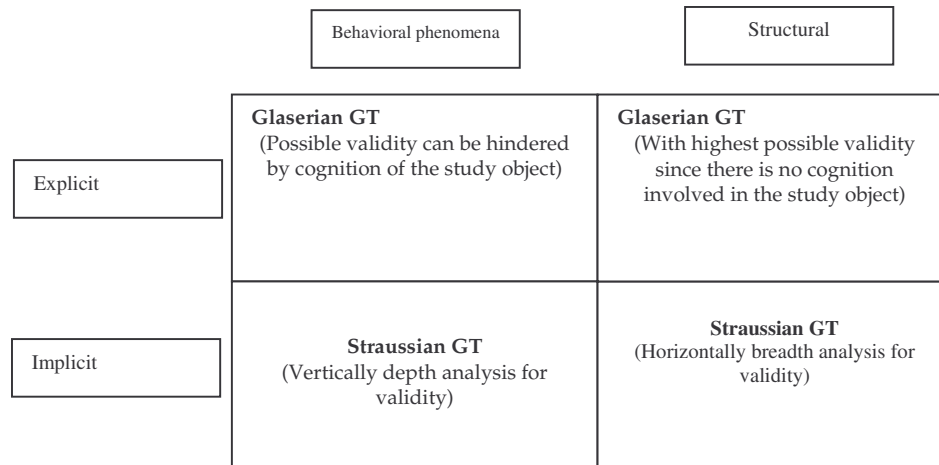 Behavioral phenomena
Structural
Explicit
Glaserian GT
(Possible validity can be hindered
by cognition of the study object)
Glaserian GT
(With highest possible validity
since there is no cognition
involved in the study object)
Implicit
Straussian GT
(Vertically depth analysis for
validity)
Straussian GT
(Horizontally breadth analysis for
validity)